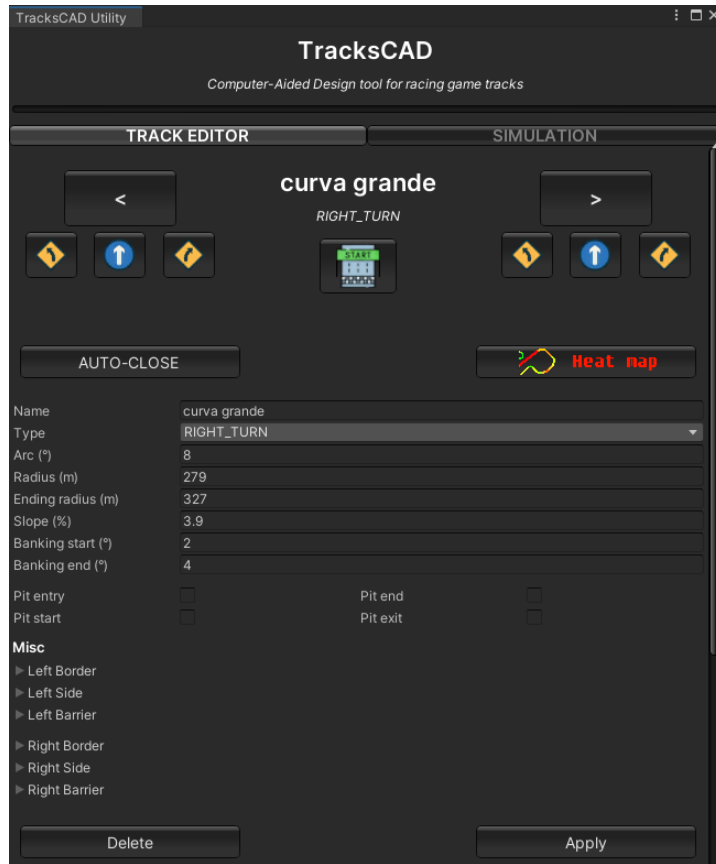 TracksCAD Utility
TracksCAD
Computer-Aided Design tool for racing game tracks
TRACK EDITOR SIMULATION
< curva grande >
RIGHT_TURN
START
AUTO-CLOSE Heat map
Name curva grande
Type RIGHT_TURN
Arc (°) 8
Radius (m) 279
Ending radius (m) 327
Slope (%) 3.9
Banking start (°) 2
Banking end (°) 4
Pit entry Pit end
Pit start Pit exit
Misc
Left Border
Left Side
Left Barrier
Right Border
Right Side
Right Barrier
Delete Apply